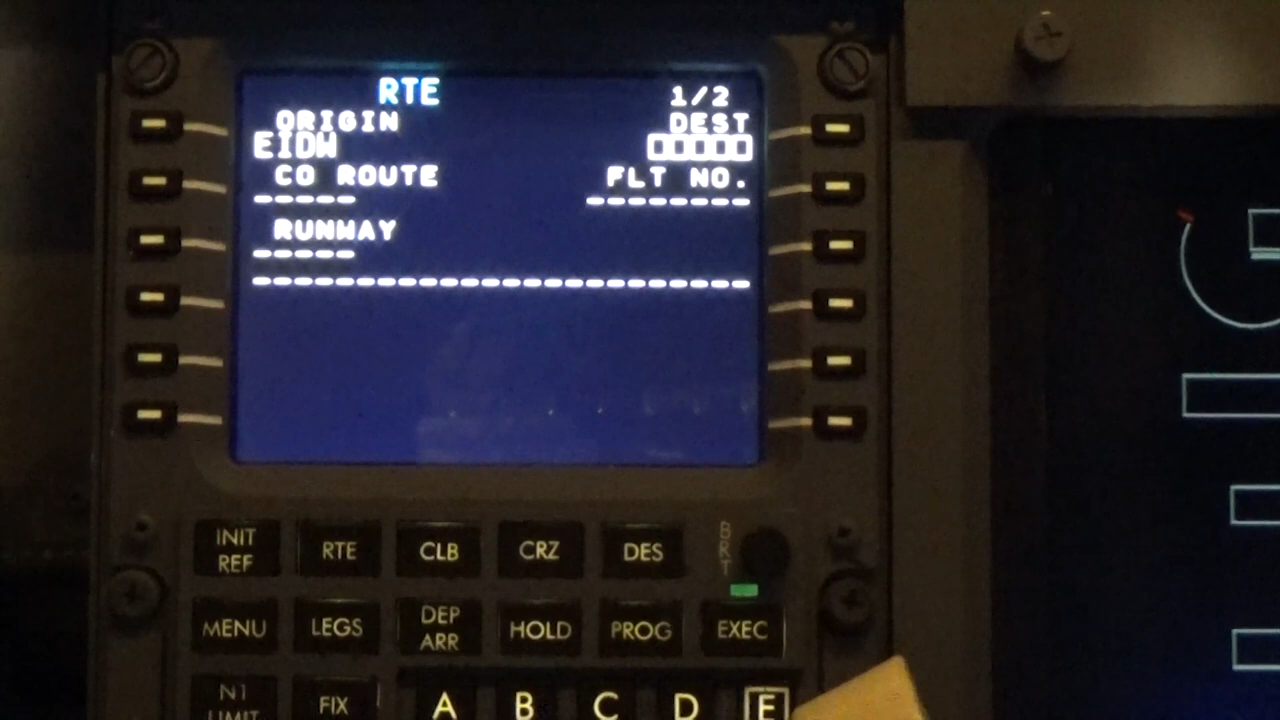 RTE 1/2
ORIGIN DEST
EIDW
CO ROUTE FLT NO.
RUNWAY
INIT REF RTE CLB CRZ DES BRT
MENU LEGS DEP ARR HOLD PROG EXEC
N1 LIMIT FIX A B C D E